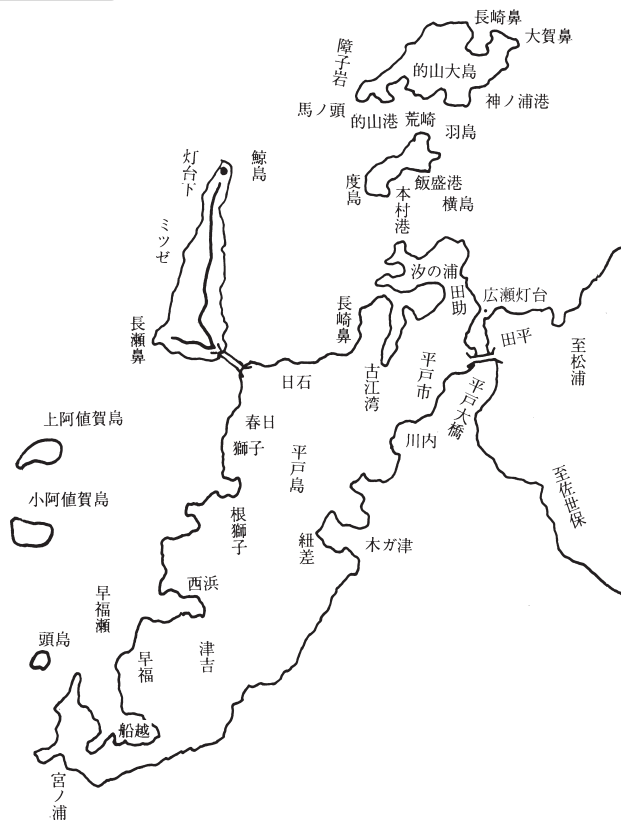 長崎鼻
大賀鼻
障子岩
的山大島
馬ノ頭
的山港
荒崎
神ノ浦港
羽島
度島
飯盛港
本村港
横島
鯨島
灯台下
ミツゼ
長瀬鼻
汐の浦
田助
広瀬灯台
長崎鼻
古江湾
平戸市
田平
平戸大橋
至松浦
日石
上阿値賀島
春日
獅子
平戸島
川内
至佐世保
小阿値賀島
根獅子
紐差
木ガ津
早福瀬
西浜
頭島
早福
津吉
船越
宮ノ浦